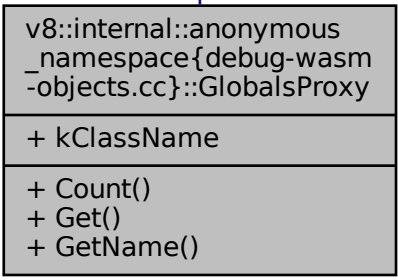 v8::internal::anonymous
_namespace{debug-wasm
-objects.cc}::GlobalsProxy
+ kClassName
+ Count()
+ Get()
+ GetName()